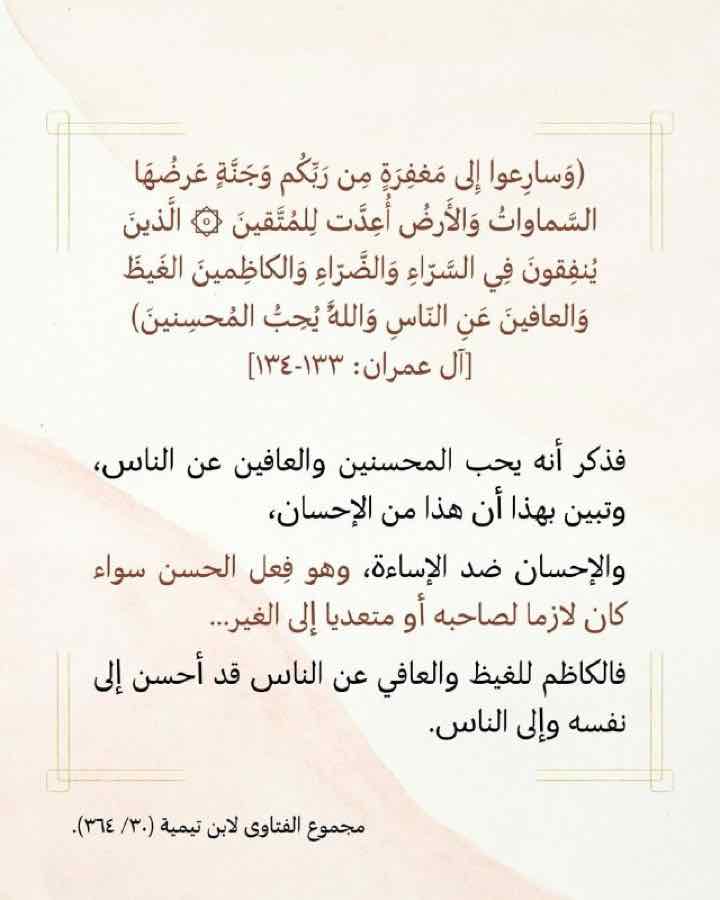 (وَسارِعوا إِلى مَغفِرَةٍ مِن رَبِّكُم وَجَنَّةٍ عَرضُهَا
السَّماواتُ وَالأَرضُ أُعِدَّت لِلمُتَّقينَ ۞ الَّذينَ
يُنفِقونَ فِي السَّرّاءِ وَالضَّرّاءِ وَالكاظِمينَ الغَيظَ
وَالعافينَ عَنِ النّاسِ وَاللَّهُ يُحِبُّ المُحسِنينَ)
[آل عمران: ١٣٣-١٣٤]
فذكر أنه يحب المحسنين والعافين عن الناس،
وتبين بهذا أن هذا من الإحسان،
والإحسان ضد الإساءة، وهو فِعل الحسن سواء
كان لازما لصاحبه أو متعديا إلى الغير...
فالكاظم للغيظ والعافي عن الناس قد أحسن إلى
نفسه وإلى الناس.
مجموع الفتاوى لابن تيمية (٣٠/ ٣٦٤).